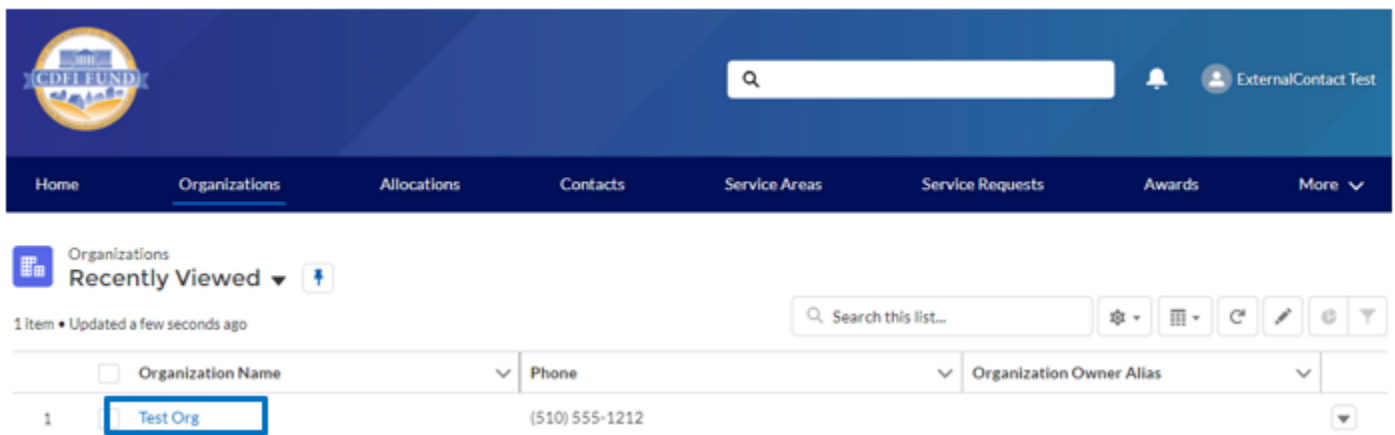 CDFI FUND
ExternalContact Test
Home Organizations Allocations Contacts Service Areas Service Requests Awards More
Organizations
Recently Viewed
1 item • Updated a few seconds ago
Search this list...
Organization Name Phone Organization Owner Alias
1 Test Org (510) 555-1212